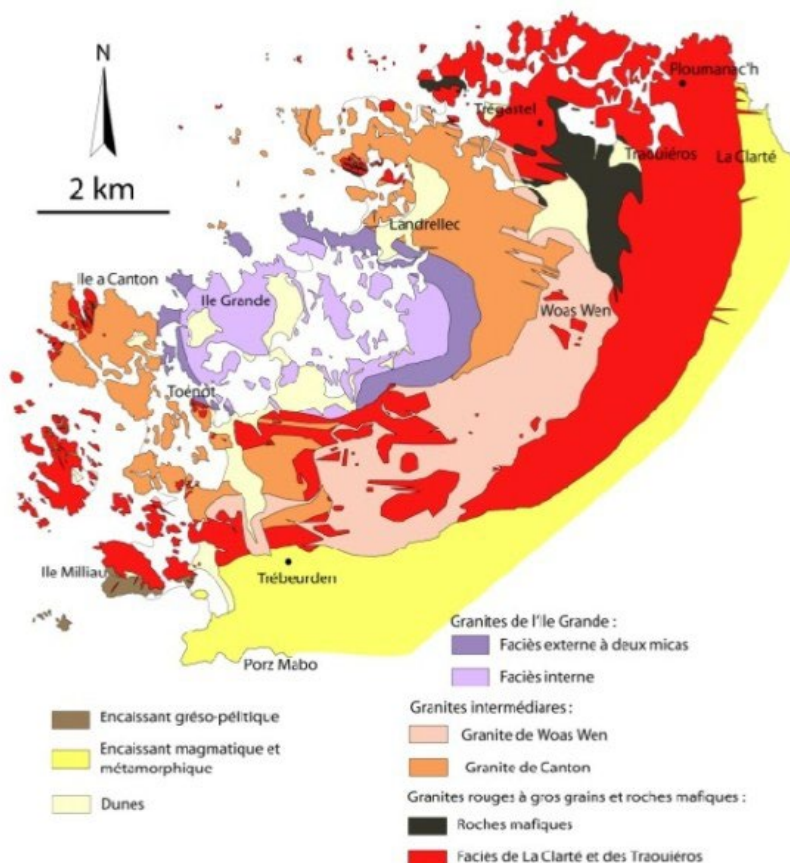 N
2 km
Ploumanac'h
Trégastel
Traouiéros
La Clarté
Landrellec
Ile a Canton
Ile Grande
Woas Wen
Toënot
Ile Milliau
Trébeurden
Porz Mabo
Granites de l'Ile Grande :
Faciès externe à deux micas
Faciès interne
Granites intermédiares :
Granite de Woas Wen
Granite de Canton
Granites rouges à gros grains et roches mafiques :
Roches mafiques
Faciès de La Clarté et des Traouiéros
Encaissant gréso-pélitique
Encaissant magmatique et
métamorphique
Dunes